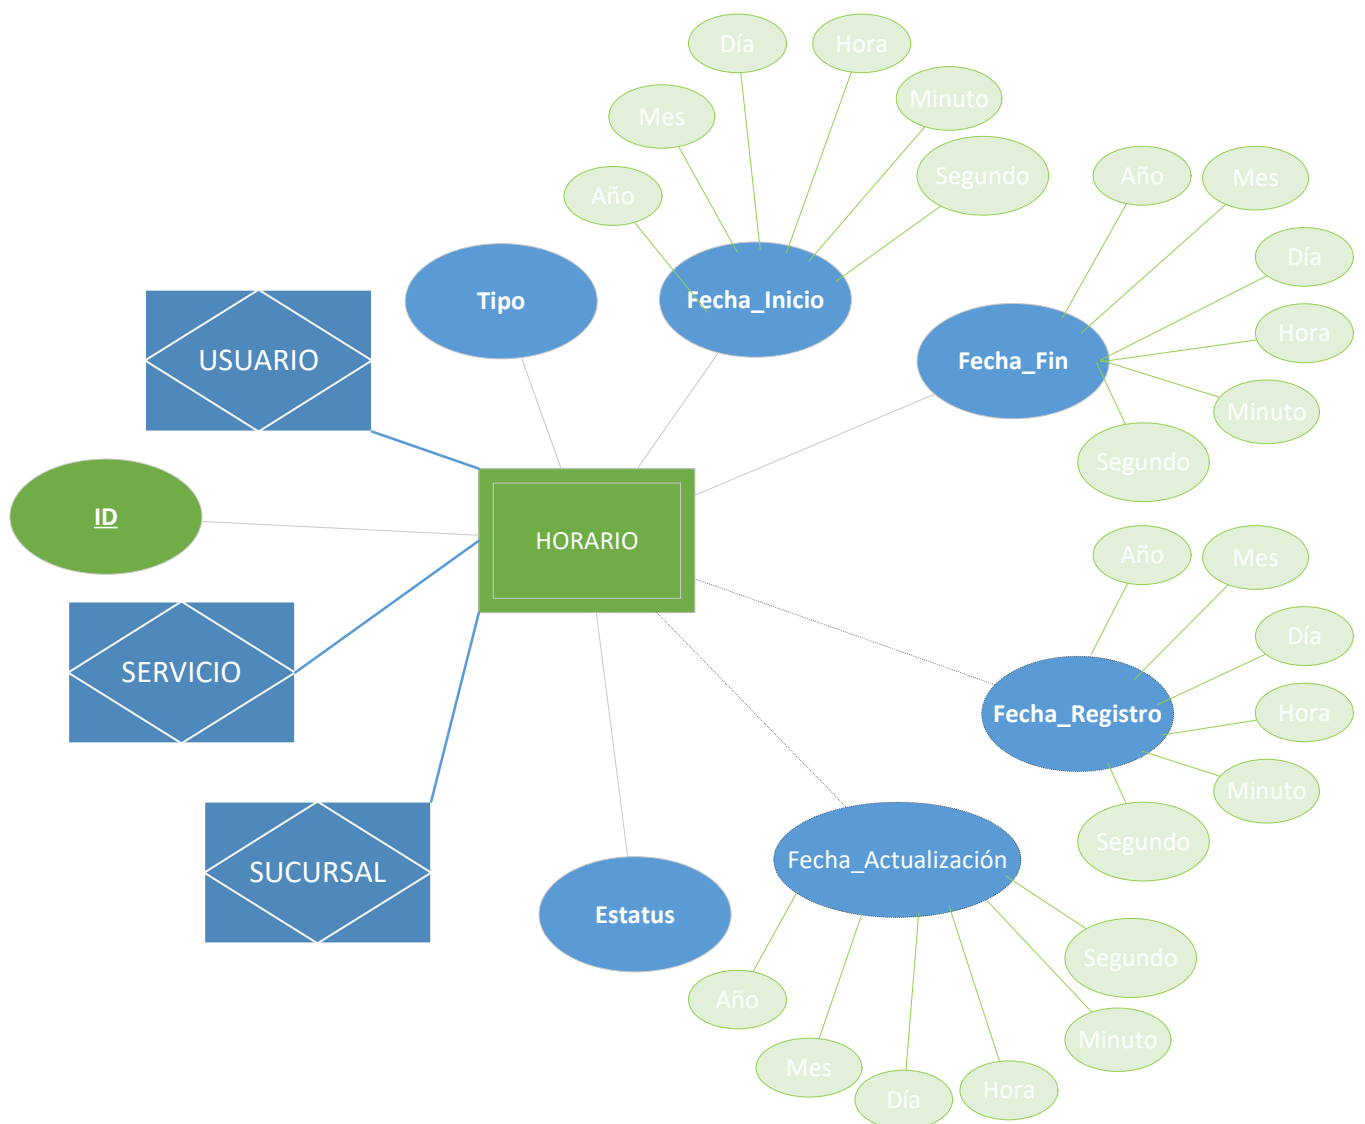 Día
Hora
Minuto
Mes
Segundo
Año
Año
Mes
Día
Hora
Minuto
Segundo
Tipo
Fecha_Inicio
Fecha_Fin
USUARIO
ID
HORARIO
SERVICIO
SUCURSAL
Estatus
Año
Mes
Día
Hora
Minuto
Segundo
Fecha_Registro
Fecha_Actualización
Segundo
Año
Minuto
Mes
Día
Hora